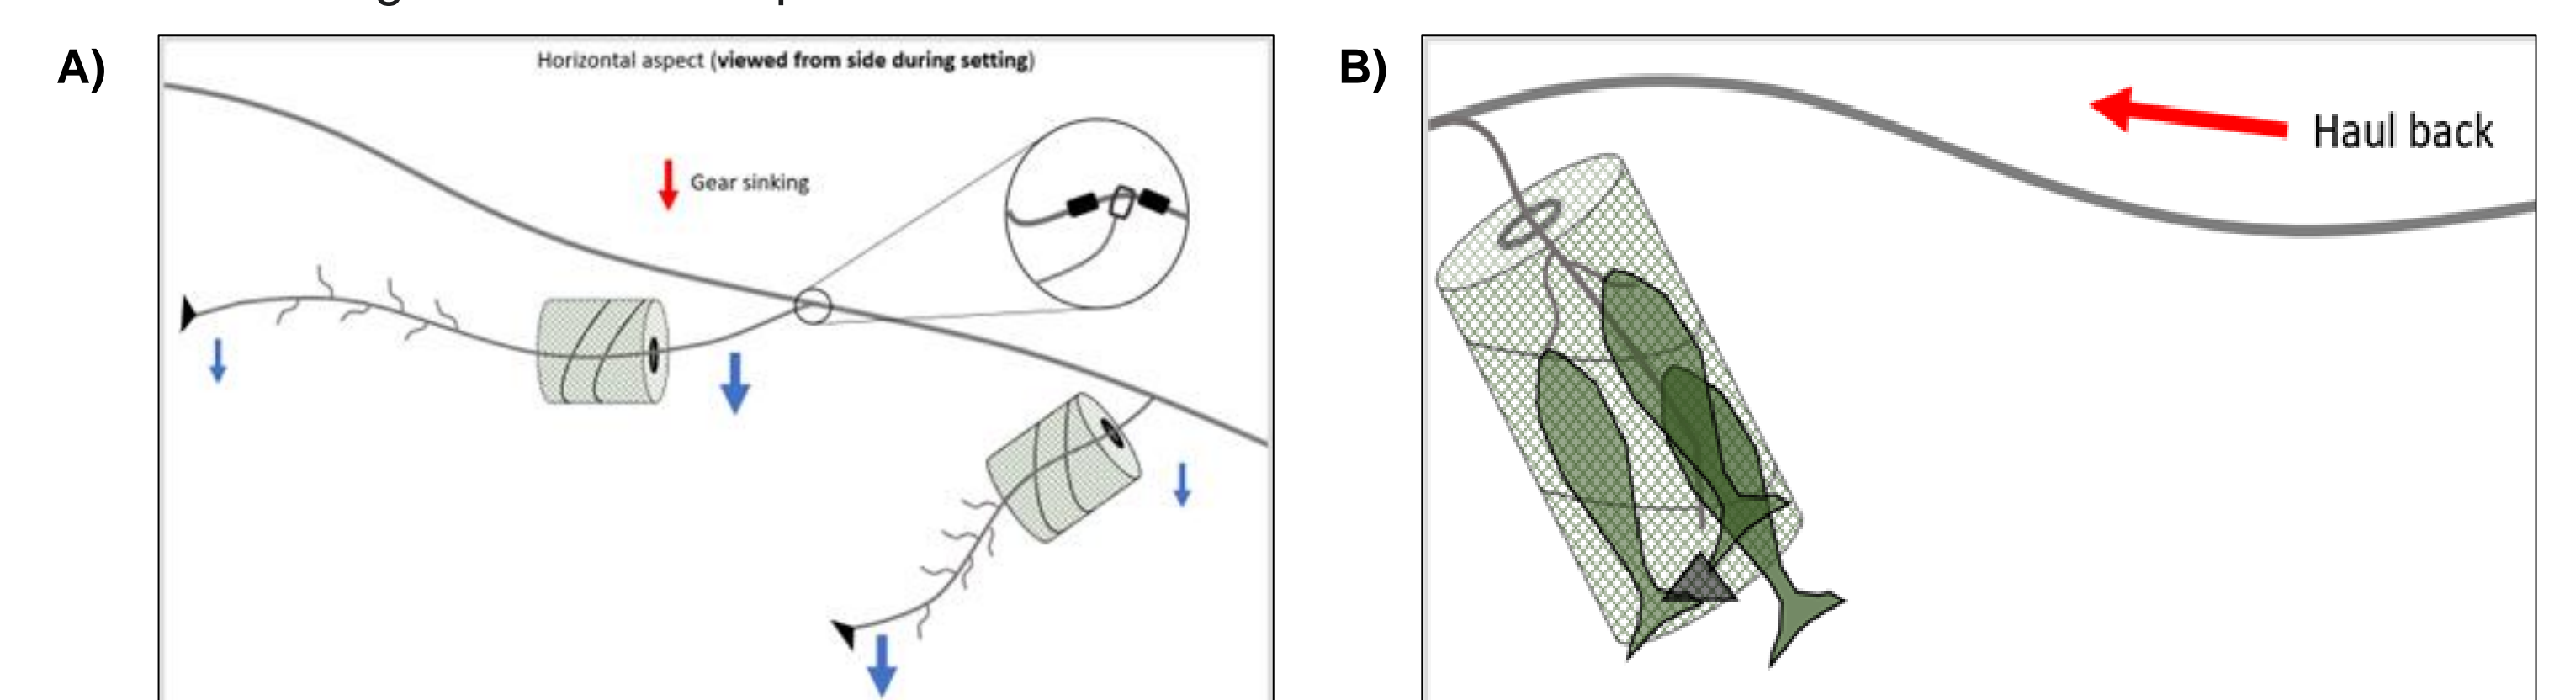 A)
Horizontal aspect (viewed from side during setting)
Gear sinking
B)
Haul back